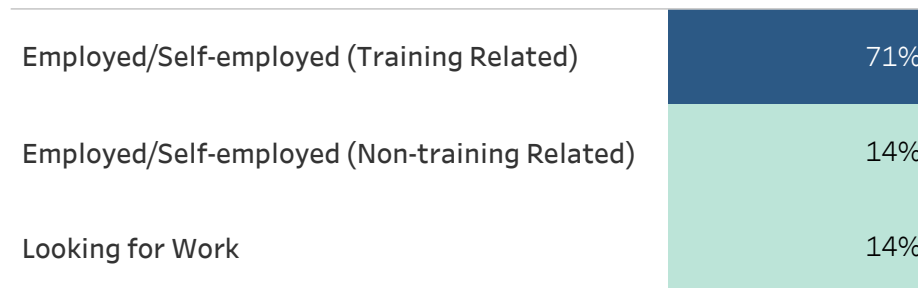 Employed/Self-employed (Training Related) 71%
Employed/Self-employed (Non-training Related) 14%
Looking for Work 14%